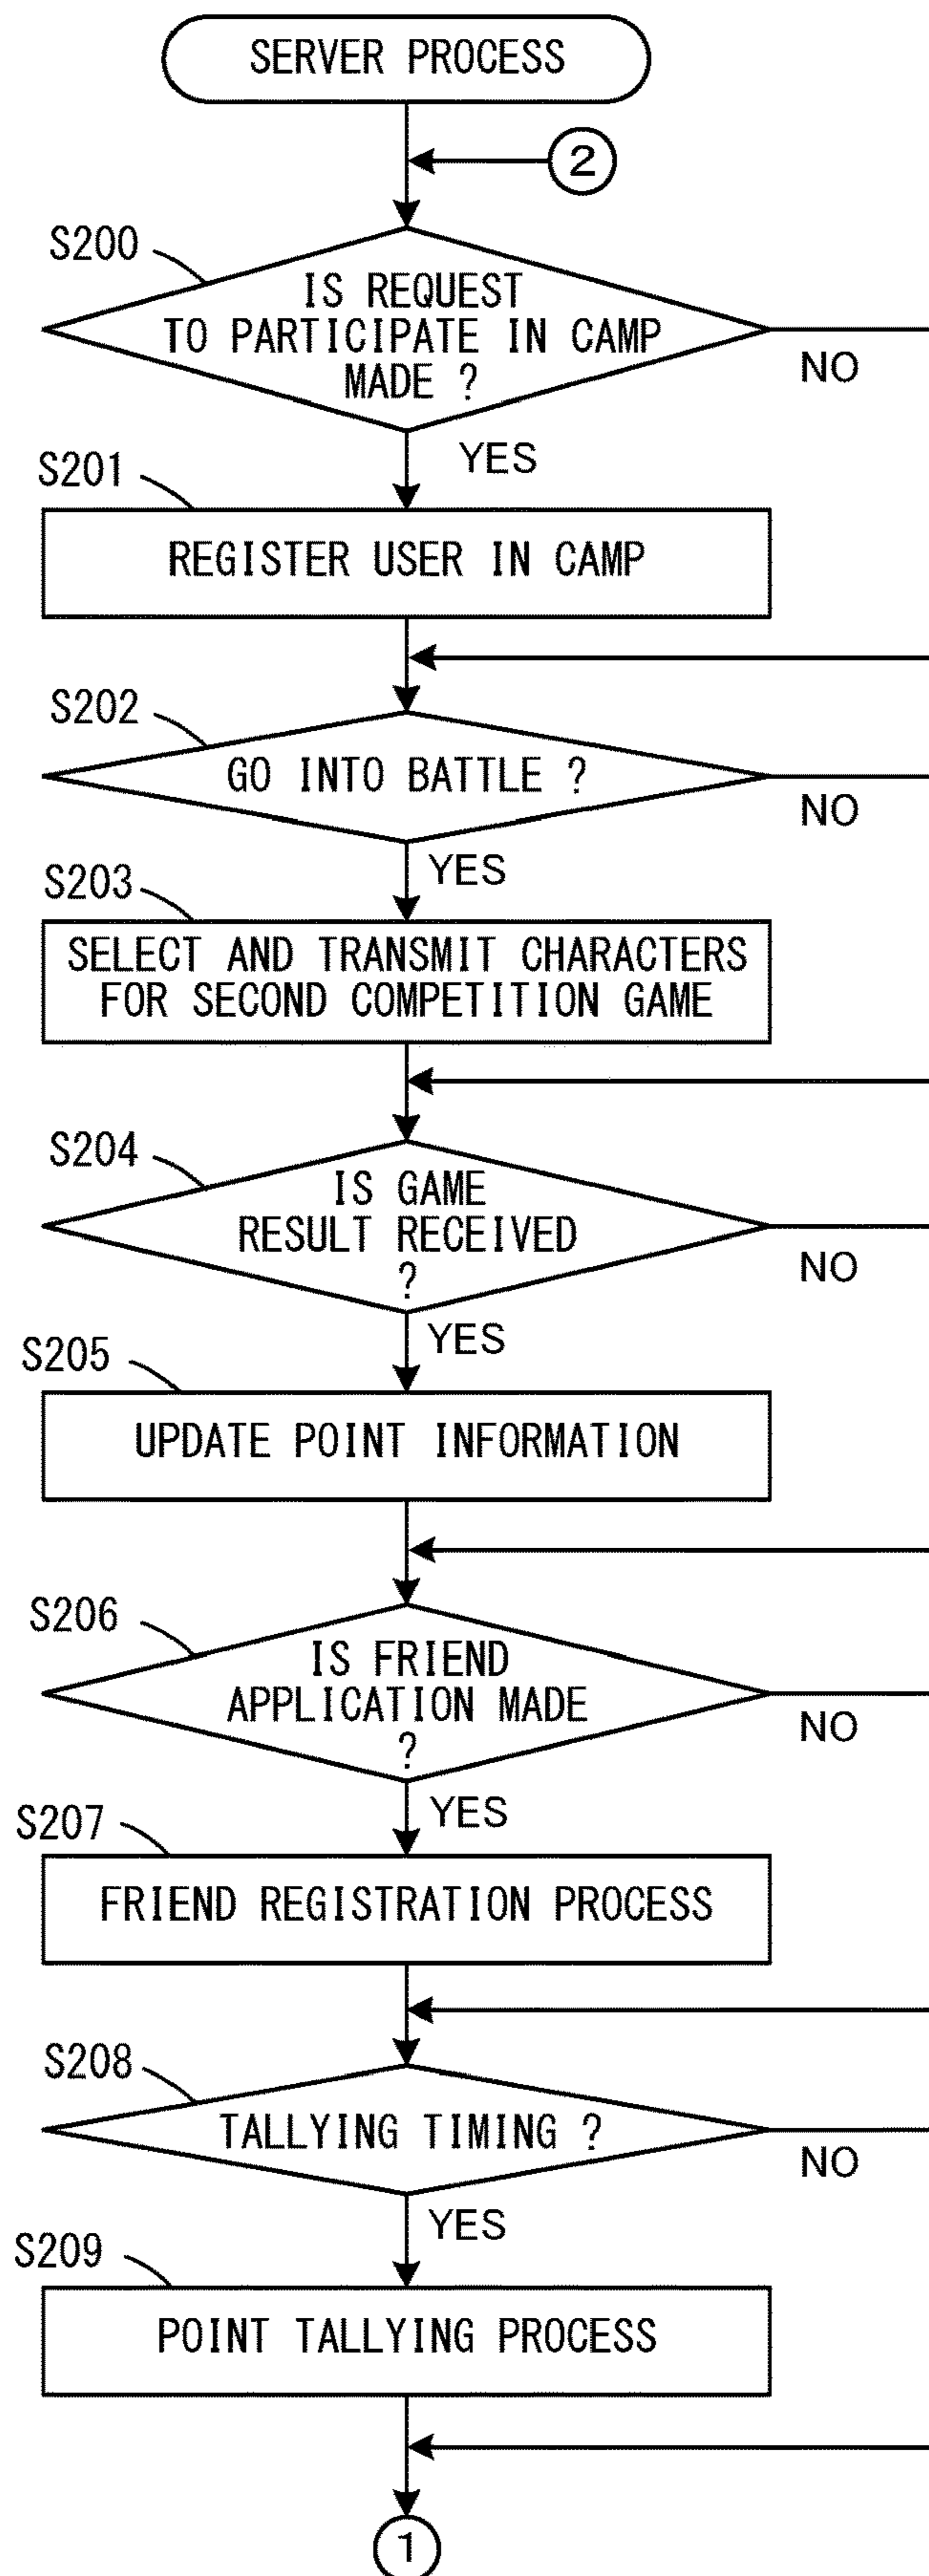 SERVER PROCESS
2
S200
IS REQUEST
TO PARTICIPATE IN CAMP
MADE ?
NO
YES
S201
REGISTER USER IN CAMP
S202
GO INTO BATTLE ?
NO
YES
S203
SELECT AND TRANSMIT CHARACTERS
FOR SECOND COMPETITION GAME
S204
IS GAME
RESULT RECEIVED
?
NO
YES
S205
UPDATE POINT INFORMATION
S206
IS FRIEND
APPLICATION MADE
?
NO
YES
S207
FRIEND REGISTRATION PROCESS
S208
TALLYING TIMING ?
NO
YES
S209
POINT TALLYING PROCESS
1